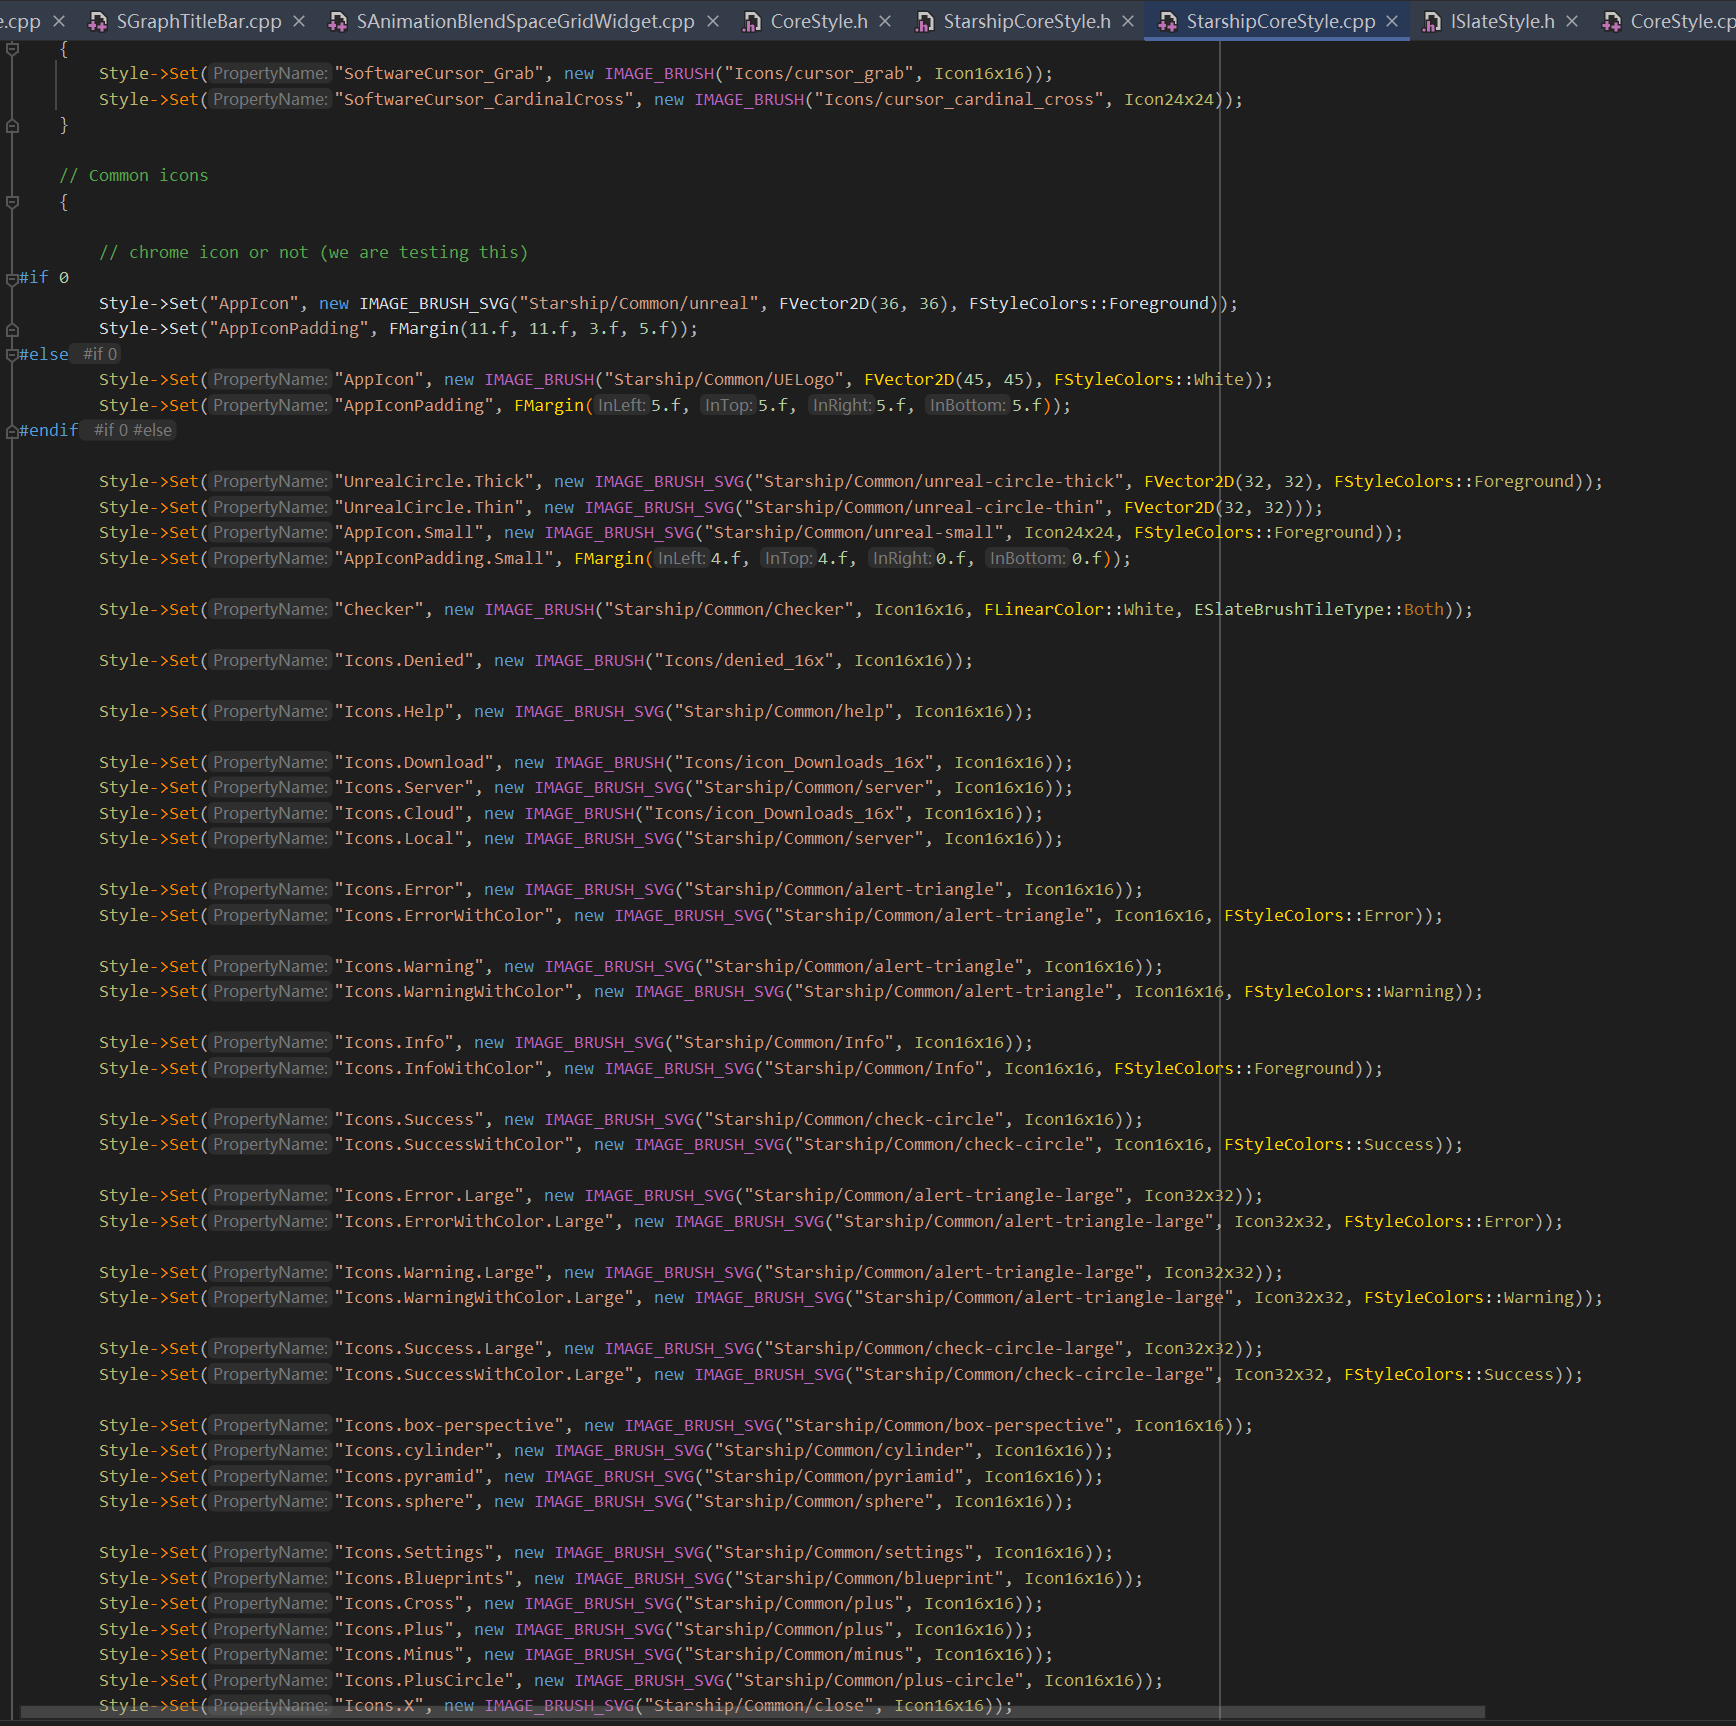 e.cpp SGraphTitleBar.cpp SAnimationBlendSpaceGridWidget.cpp CoreStyle.h StarshipCoreStyle.h StarshipCoreStyle.cpp ISlateStyle.h CoreStyle.cp
{
Style->Set( PropertyName: "SoftwareCursor_Grab", new IMAGE_BRUSH("Icons/cursor_grab", Icon16x16));
Style->Set( PropertyName: "SoftwareCursor_CardinalCross", new IMAGE_BRUSH("Icons/cursor_cardinal_cross", Icon24x24));
}
// Common icons
{
// chrome icon or not (we are testing this)
#if 0
Style->Set("AppIcon", new IMAGE_BRUSH_SVG("Starship/Common/unreal", FVector2D(36, 36), FStyleColors::Foreground));
Style->Set("AppIconPadding", FMargin(11.f, 11.f, 3.f, 5.f));
#else #if 0
Style->Set( PropertyName: "AppIcon", new IMAGE_BRUSH("Starship/Common/UELogo", FVector2D(45, 45), FStyleColors::White));
Style->Set( PropertyName: "AppIconPadding", FMargin( InLeft: 5.f, InTop: 5.f, InRight: 5.f, InBottom: 5.f));
#endif #if 0 #else
Style->Set( PropertyName: "UnrealCircle.Thick", new IMAGE_BRUSH_SVG("Starship/Common/unreal-circle-thick", FVector2D(32, 32), FStyleColors::Foreground));
Style->Set( PropertyName: "UnrealCircle.Thin", new IMAGE_BRUSH_SVG("Starship/Common/unreal-circle-thin", FVector2D(32, 32)));
Style->Set( PropertyName: "AppIcon.Small", new IMAGE_BRUSH_SVG("Starship/Common/unreal-small", Icon24x24, FStyleColors::Foreground));
Style->Set( PropertyName: "AppIconPadding.Small", FMargin( InLeft: 4.f, InTop: 4.f, InRight: 0.f, InBottom: 0.f));
Style->Set( PropertyName: "Checker", new IMAGE_BRUSH("Starship/Common/Checker", Icon16x16, FLinearColor::White, ESlateBrushTileType::Both));
Style->Set( PropertyName: "Icons.Denied", new IMAGE_BRUSH("Icons/denied_16x", Icon16x16));
Style->Set( PropertyName: "Icons.Help", new IMAGE_BRUSH_SVG("Starship/Common/help", Icon16x16));
Style->Set( PropertyName: "Icons.Download", new IMAGE_BRUSH("Icons/icon_Downloads_16x", Icon16x16));
Style->Set( PropertyName: "Icons.Server", new IMAGE_BRUSH_SVG("Starship/Common/server", Icon16x16));
Style->Set( PropertyName: "Icons.Cloud", new IMAGE_BRUSH("Icons/icon_Downloads_16x", Icon16x16));
Style->Set( PropertyName: "Icons.Local", new IMAGE_BRUSH_SVG("Starship/Common/server", Icon16x16));
Style->Set( PropertyName: "Icons.Error", new IMAGE_BRUSH_SVG("Starship/Common/alert-triangle", Icon16x16));
Style->Set( PropertyName: "Icons.ErrorWithColor", new IMAGE_BRUSH_SVG("Starship/Common/alert-triangle", Icon16x16, FStyleColors::Error));
Style->Set( PropertyName: "Icons.Warning", new IMAGE_BRUSH_SVG("Starship/Common/alert-triangle", Icon16x16));
Style->Set( PropertyName: "Icons.WarningWithColor", new IMAGE_BRUSH_SVG("Starship/Common/alert-triangle", Icon16x16, FStyleColors::Warning));
Style->Set( PropertyName: "Icons.Info", new IMAGE_BRUSH_SVG("Starship/Common/Info", Icon16x16));
Style->Set( PropertyName: "Icons.InfoWithColor", new IMAGE_BRUSH_SVG("Starship/Common/Info", Icon16x16, FStyleColors::Foreground));
Style->Set( PropertyName: "Icons.Success", new IMAGE_BRUSH_SVG("Starship/Common/check-circle", Icon16x16));
Style->Set( PropertyName: "Icons.SuccessWithColor", new IMAGE_BRUSH_SVG("Starship/Common/check-circle", Icon16x16, FStyleColors::Success));
Style->Set( PropertyName: "Icons.Error.Large", new IMAGE_BRUSH_SVG("Starship/Common/alert-triangle-large", Icon32x32));
Style->Set( PropertyName: "Icons.ErrorWithColor.Large", new IMAGE_BRUSH_SVG("Starship/Common/alert-triangle-large", Icon32x32, FStyleColors::Error));
Style->Set( PropertyName: "Icons.Warning.Large", new IMAGE_BRUSH_SVG("Starship/Common/alert-triangle-large", Icon32x32));
Style->Set( PropertyName: "Icons.WarningWithColor.Large", new IMAGE_BRUSH_SVG("Starship/Common/alert-triangle-large", Icon32x32, FStyleColors::Warning));
Style->Set( PropertyName: "Icons.Success.Large", new IMAGE_BRUSH_SVG("Starship/Common/check-circle-large", Icon32x32));
Style->Set( PropertyName: "Icons.SuccessWithColor.Large", new IMAGE_BRUSH_SVG("Starship/Common/check-circle-large", Icon32x32, FStyleColors::Success));
Style->Set( PropertyName: "Icons.box-perspective", new IMAGE_BRUSH_SVG("Starship/Common/box-perspective", Icon16x16));
Style->Set( PropertyName: "Icons.cylinder", new IMAGE_BRUSH_SVG("Starship/Common/cylinder", Icon16x16));
Style->Set( PropertyName: "Icons.pyramid", new IMAGE_BRUSH_SVG("Starship/Common/pyriamid", Icon16x16));
Style->Set( PropertyName: "Icons.sphere", new IMAGE_BRUSH_SVG("Starship/Common/sphere", Icon16x16));
Style->Set( PropertyName: "Icons.Settings", new IMAGE_BRUSH_SVG("Starship/Common/settings", Icon16x16));
Style->Set( PropertyName: "Icons.Blueprints", new IMAGE_BRUSH_SVG("Starship/Common/blueprint", Icon16x16));
Style->Set( PropertyName: "Icons.Cross", new IMAGE_BRUSH_SVG("Starship/Common/plus", Icon16x16));
Style->Set( PropertyName: "Icons.Plus", new IMAGE_BRUSH_SVG("Starship/Common/plus", Icon16x16));
Style->Set( PropertyName: "Icons.Minus", new IMAGE_BRUSH_SVG("Starship/Common/minus", Icon16x16));
Style->Set( PropertyName: "Icons.PlusCircle", new IMAGE_BRUSH_SVG("Starship/Common/plus-circle", Icon16x16));
Style->Set( PropertyName: "Icons.X", new IMAGE_BRUSH_SVG("Starship/Common/close", Icon16x16));